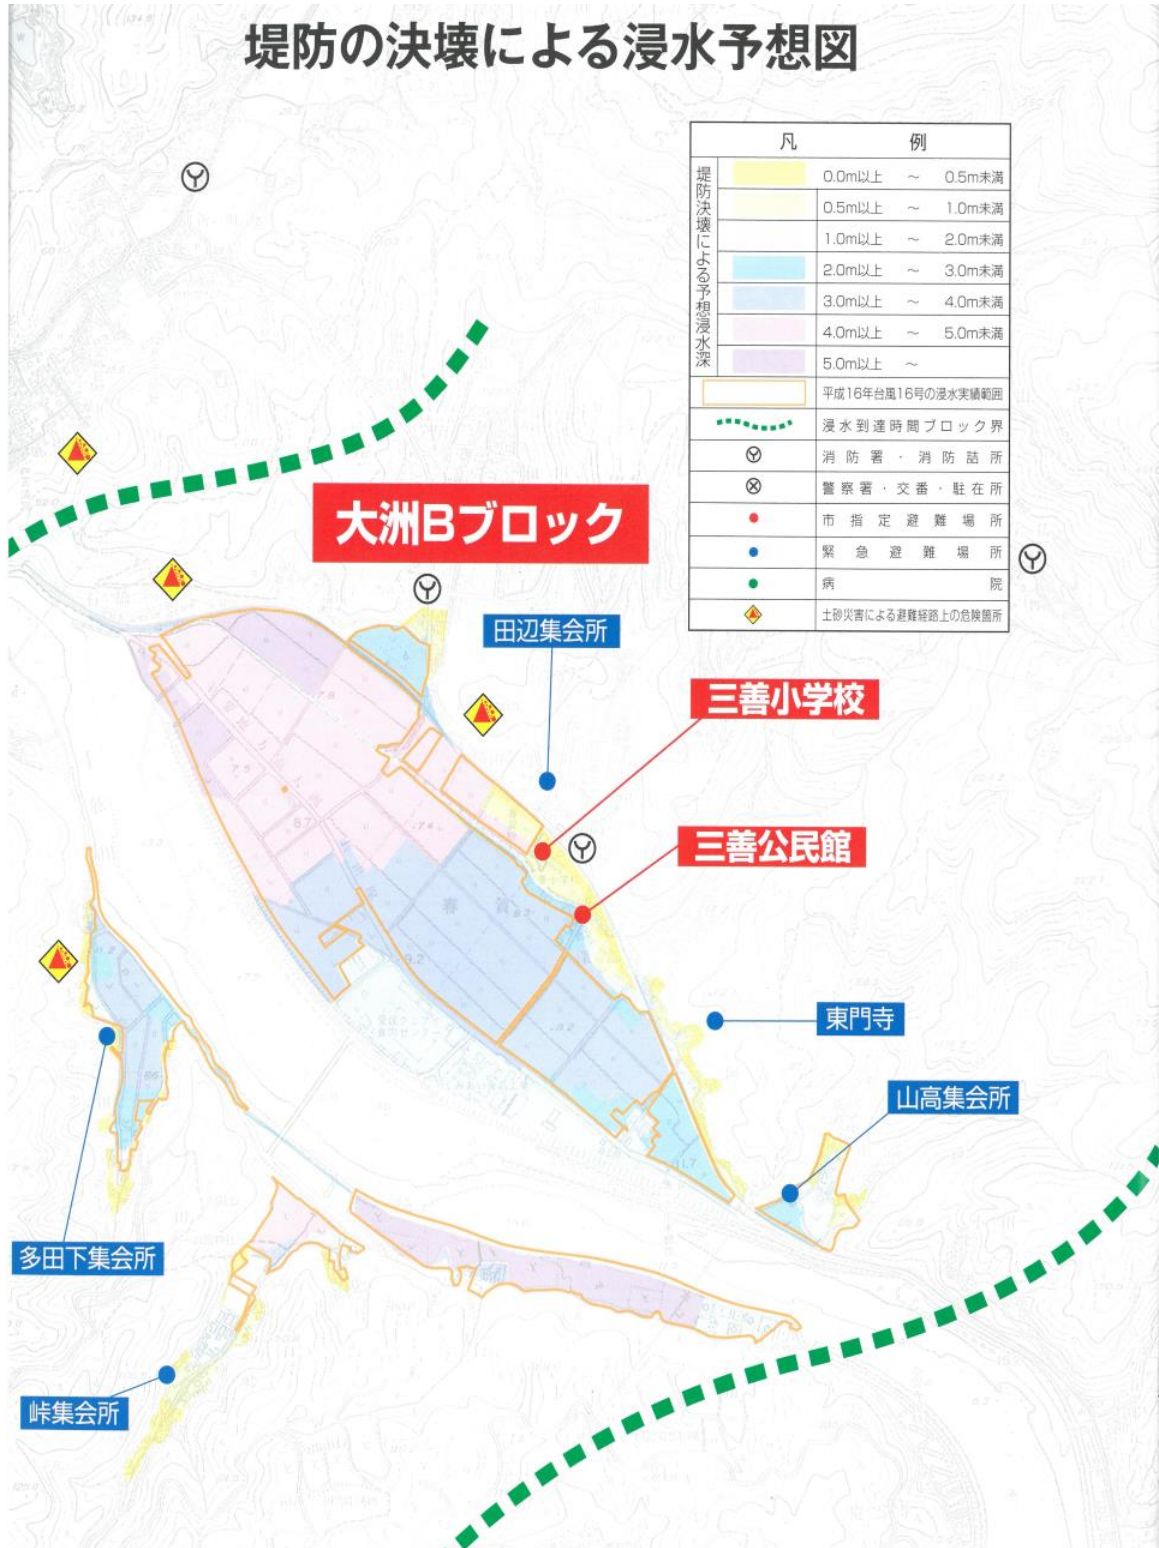 堤防の決壊による浸水予想図
凡 例
堤防決壊による予想浸水深
0.0m以上 ～ 0.5m未満
0.5m以上 ～ 1.0m未満
1.0m以上 ～ 2.0m未満
2.0m以上 ～ 3.0m未満
3.0m以上 ～ 4.0m未満
4.0m以上 ～ 5.0m未満
5.0m以上 ～
平成16年台風16号の浸水実績範囲
浸水到達時間ブロック界
消防署・消防詰所
警察署・交番・駐在所
市指定避難場所
緊急避難場所
病院
土砂災害による避難経路上の危険箇所
大洲Bブロック
田辺集会所
三善小学校
三善公民館
春賀
東門寺
山高集会所
多田下集会所
峠集会所